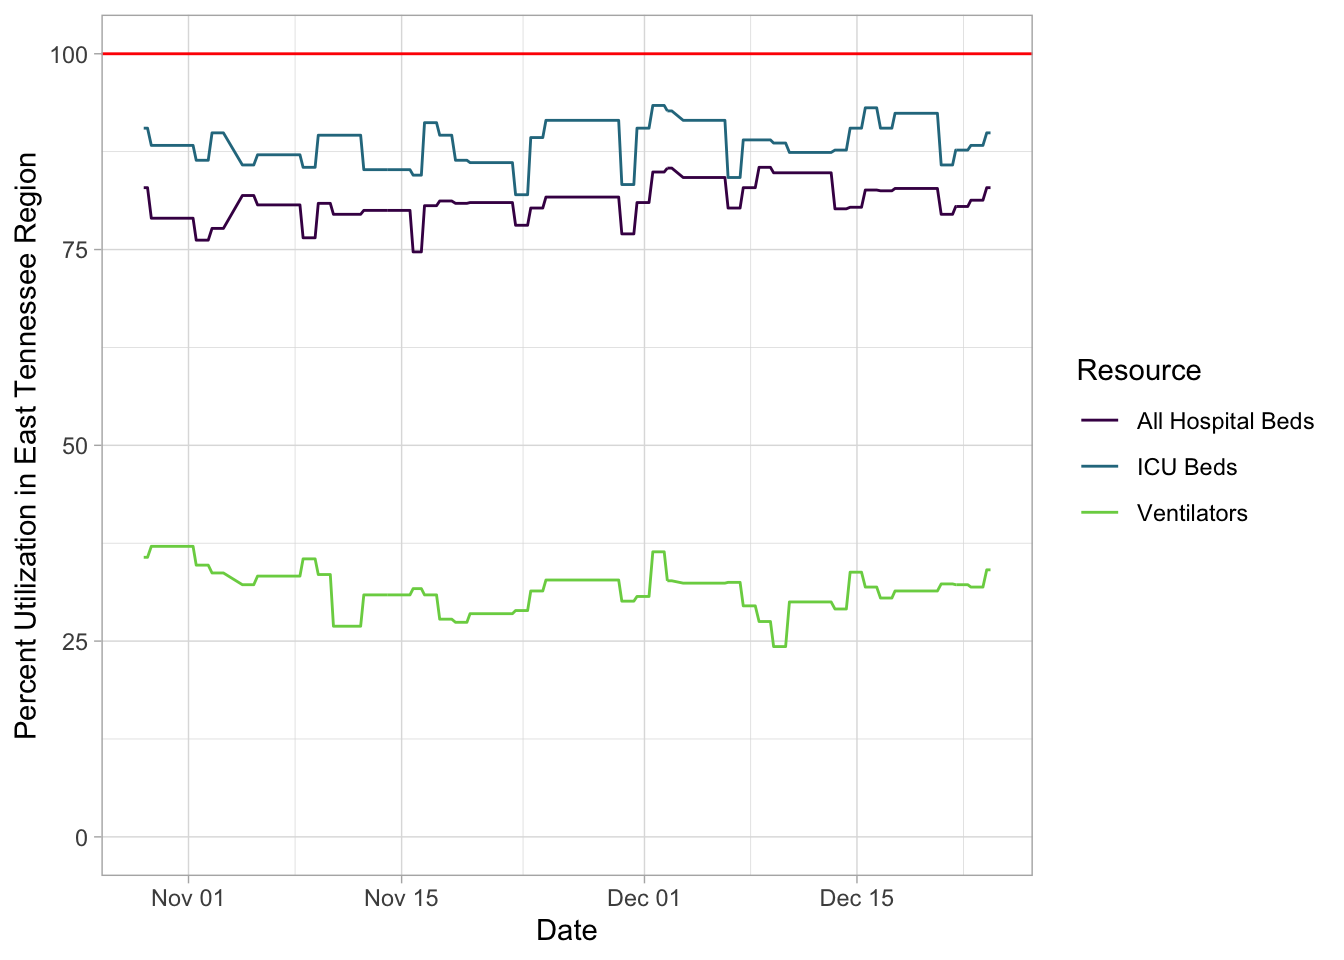 Percent Utilization in East Tennessee Region
100
75
50
25
0
Nov 01
Nov 15
Dec 01
Dec 15
Date
Resource
All Hospital Beds
ICU Beds
Ventilators